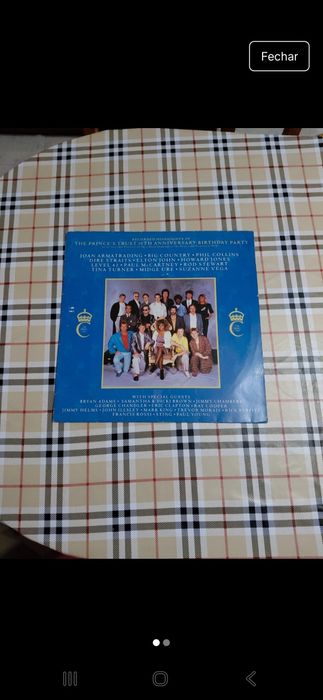 Fechar
RECORDED HIGHLIGHTS OF
THE PRINCE'S TRUST 10TH ANNIVERSARY BIRTHDAY PARTY
JOAN ARMATRADING • BIG COUNTRY • PHIL COLLINS
DIRE STRAITS • ELTON JOHN • HOWARD JONES
LEVEL 42 • PAUL McCARTNEY • ROD STEWART
TINA TURNER • MIDGE URE • SUZANNE VEGA
WITH SPECIAL GUESTS
BRYAN ADAMS • SAMANTHA BROWN • JIMMY CHAMBERS
GEORGE CHANDLER • ERIC CLAPTON • RAY COOPER
JIMMY HELMS • JOHN ILLSLEY • MARK KING • TREVOR MORAIS • RICK PARFITT
FRANCIS ROSSI • STING • PAUL YOUNG